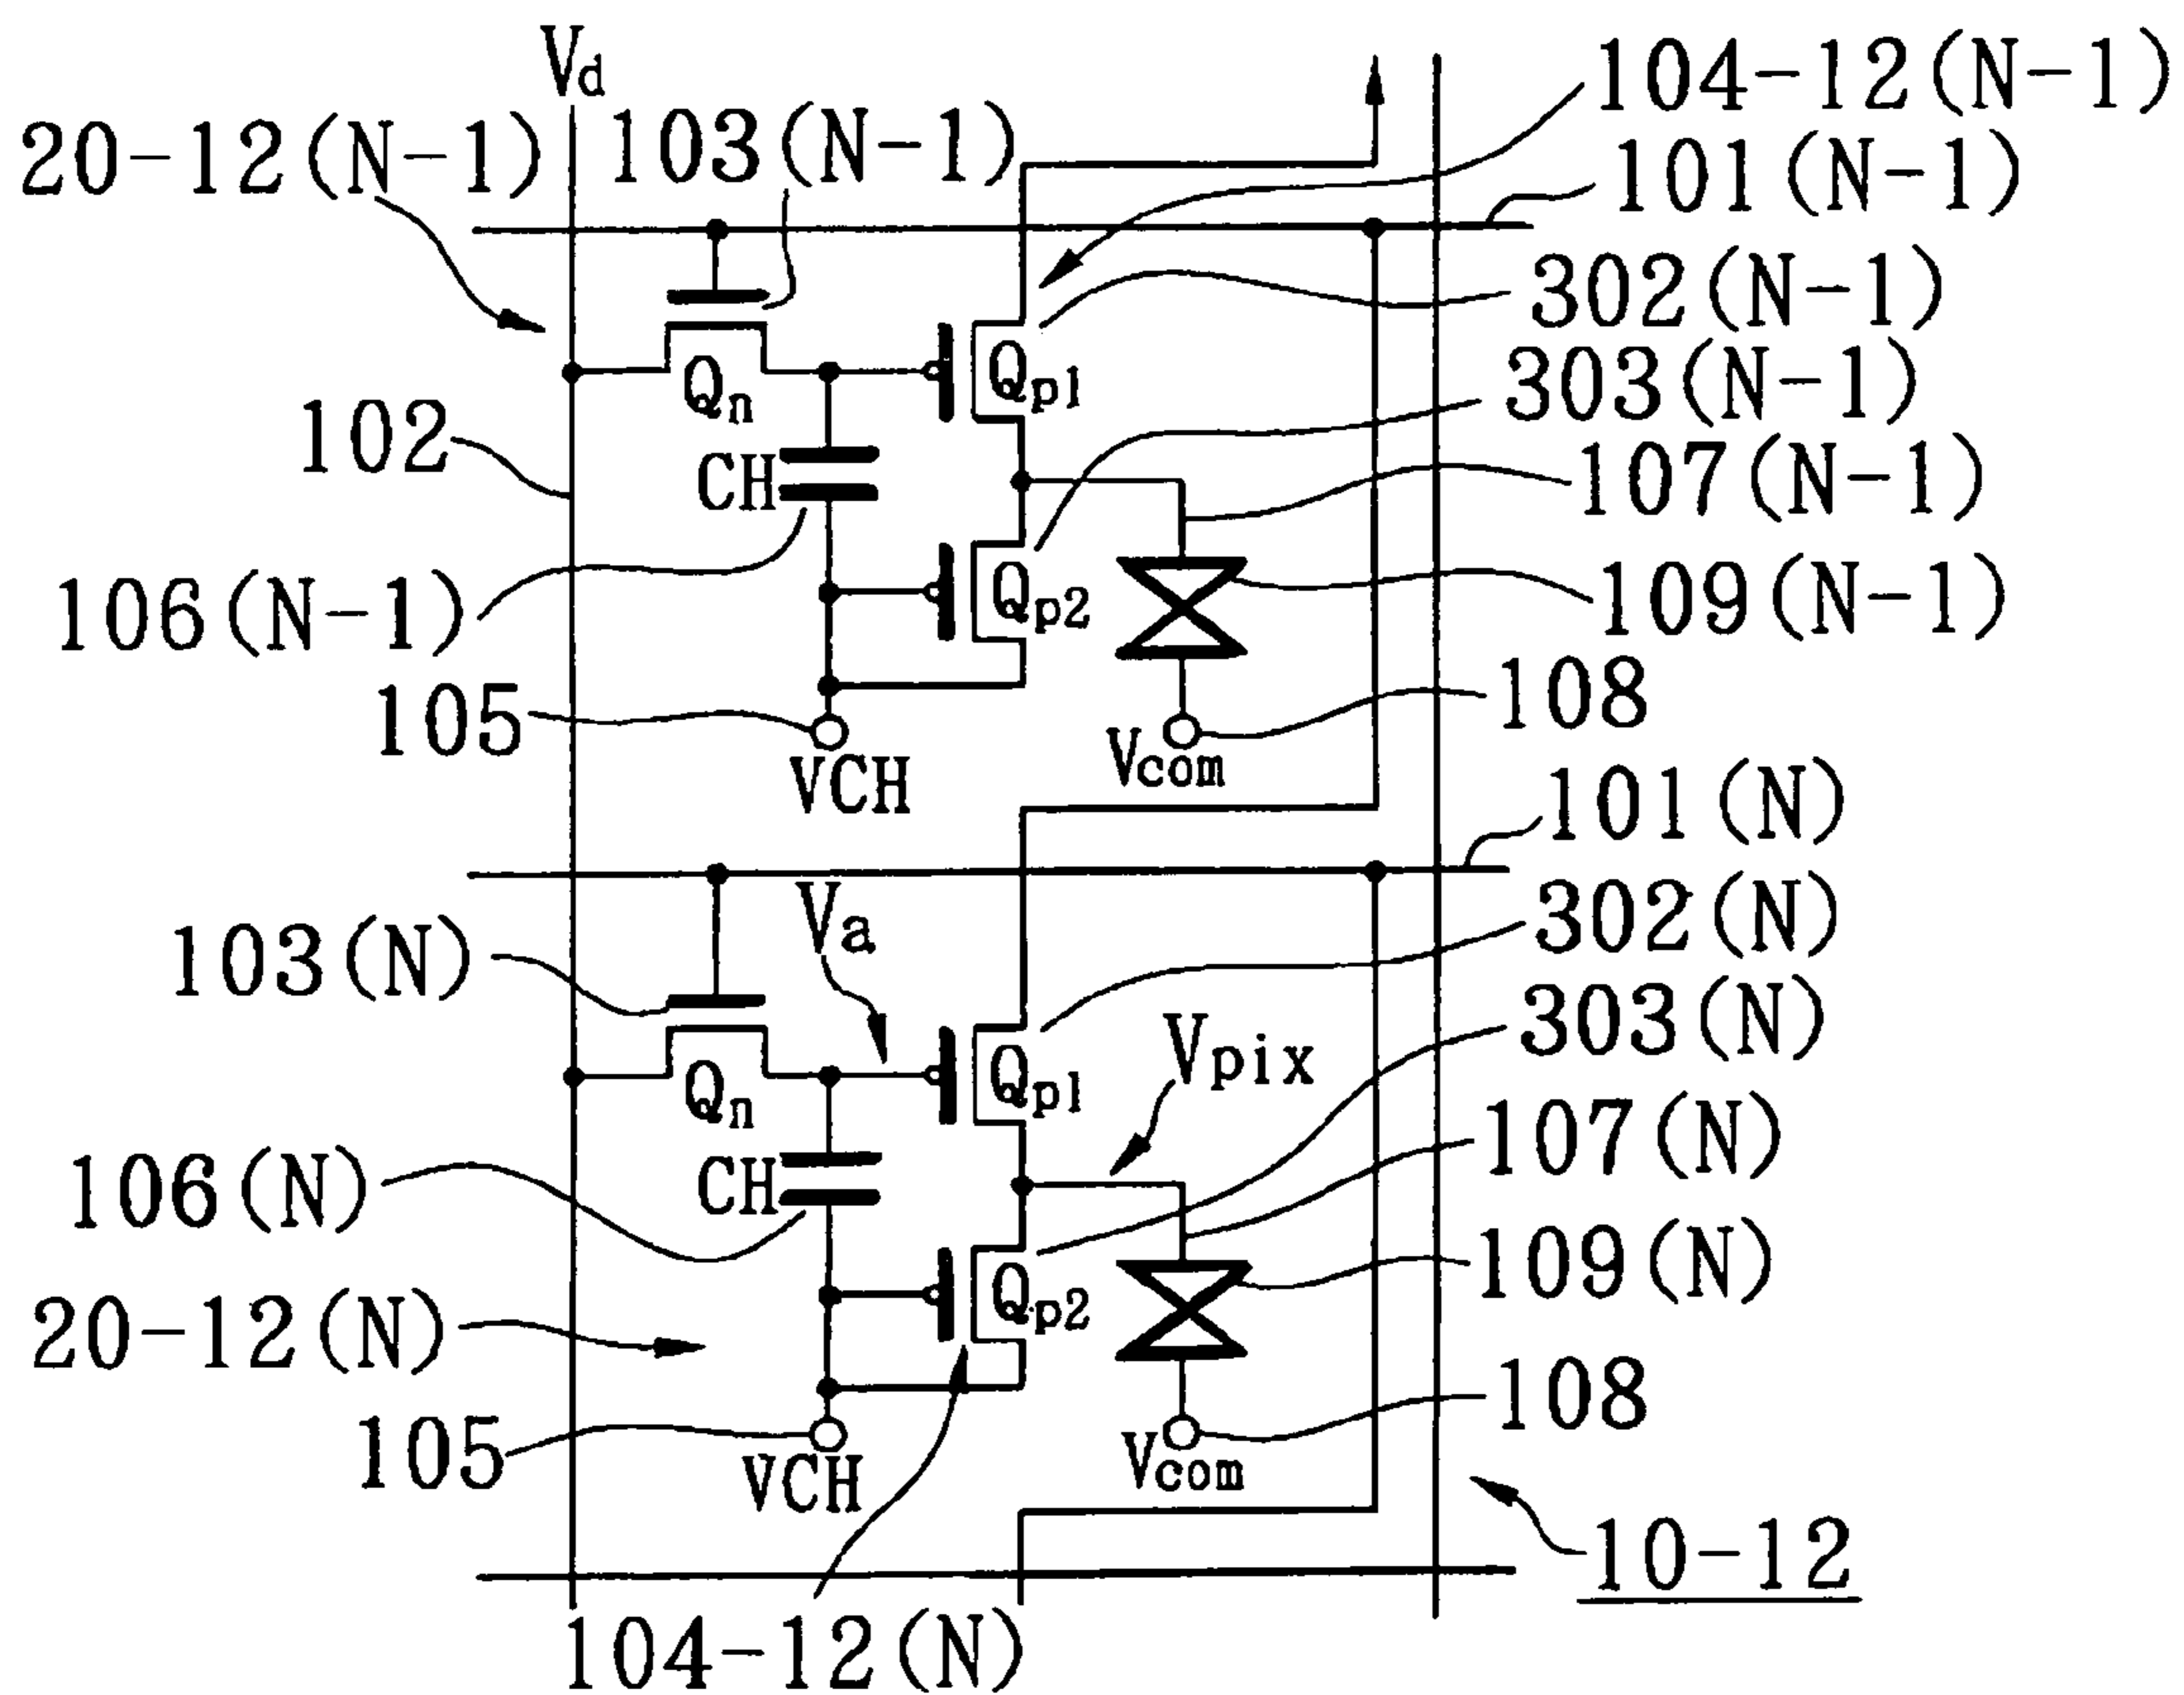 Vd
104-12(N-1)
20-12(N-1)
103(N-1)
101(N-1)
302(N-1)
Qn
Qp1
303(N-1)
102
CH
107(N-1)
106(N-1)
Qp2
109(N-1)
105
108
VCH
Vcom
101(N)
Va
302(N)
103(N)
303(N)
Vpix
Qn
Qp1
107(N)
106(N)
CH
109(N)
20-12(N)
Qp2
108
105
VCH
Vcom
10-12
104-12(N)